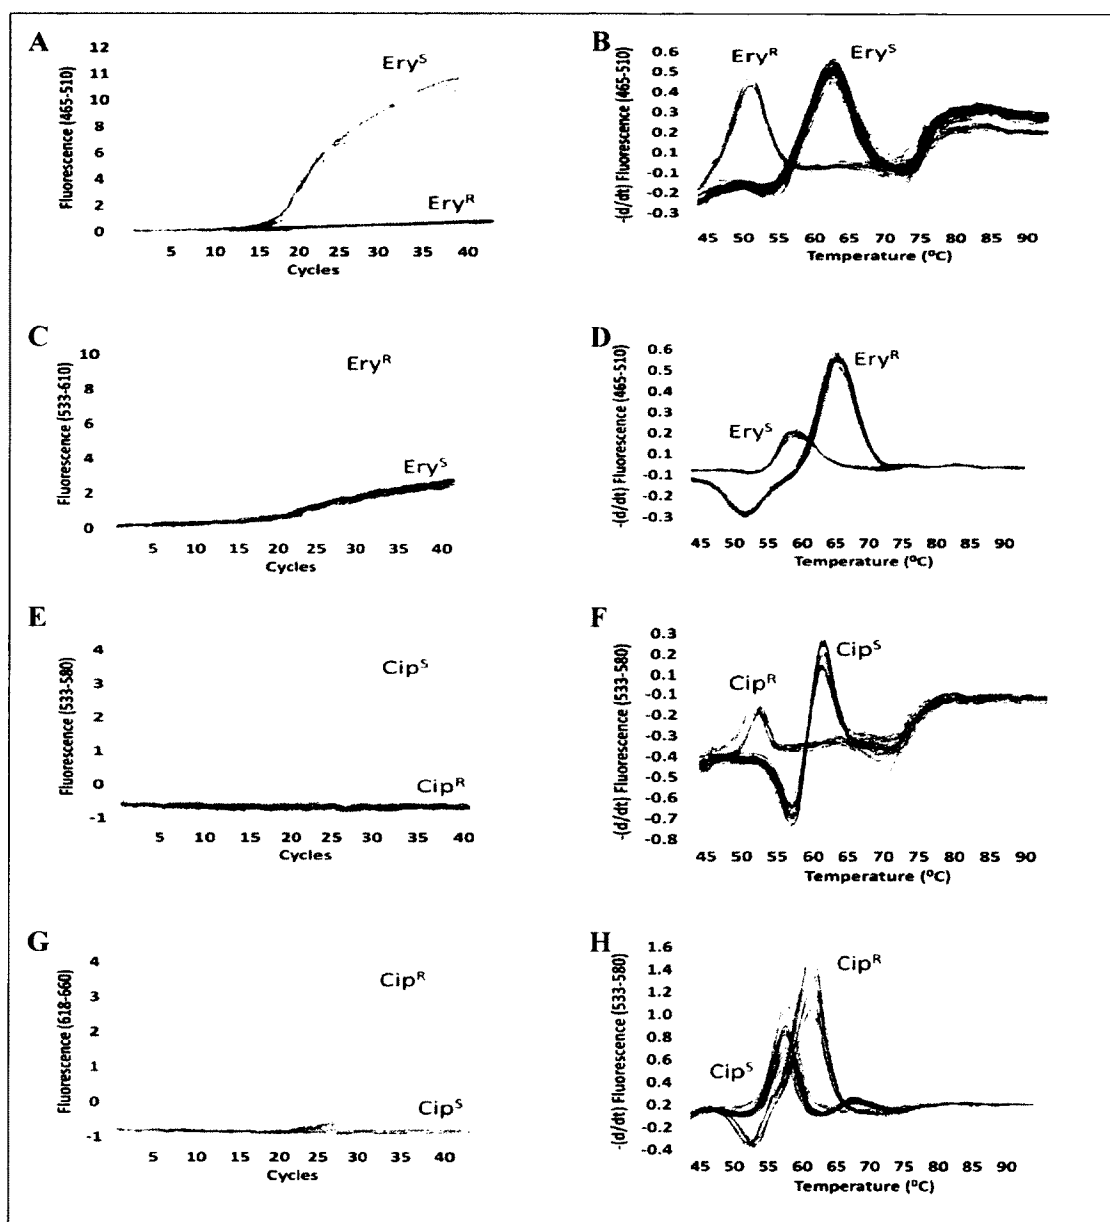 A
Fluorescence (465-510)
12
11
10
8
6
4
2
0
5 10 15 20 25 30 35 40
Cycles
Ery^S
Ery^R
B
-(d/dt) Fluorescence (465-510)
0.6
0.5
0.4
0.3
0.2
0.1
-0.1
-0.2
-0.3
45 50 55 60 65 70 75 80 85 90
Temperature (⁰C)
Ery^R
Ery^S
C
Fluorescence (533-610)
10
8
6
4
2
0
5 10 15 20 25 30 35 40
Cycles
Ery^R
Ery^S
D
-(d/dt) Fluorescence (465-510)
0.6
0.5
0.4
0.3
0.2
0.1
-0.1
-0.2
-0.3
45 50 55 60 65 70 75 80 85 90
Temperature (⁰C)
Ery^R
Ery^S
E
Fluorescence (533-580)
4
3
2
1
0
-1
5 10 15 20 25 30 35 40
Cycles
Cip^S
Cip^R
F
-(d/dt) Fluorescence (533-580)
0.3
0.2
0.1
-0.1
-0.2
-0.3
-0.4
-0.5
-0.6
-0.7
-0.8
45 50 55 60 65 70 75 80 85 90
Temperature (⁰C)
Cip^S
Cip^R
G
Fluorescence (618-660)
4
3
2
1
0
-1
5 10 15 20 25 30 35 40
Cycles
Cip^R
Cip^S
H
-(d/dt) Fluorescence (533-580)
1.6
1.4
1.2
1.0
0.8
0.6
0.4
0.2
-0.2
-0.4
45 50 55 60 65 70 75 80 85 90
Temperature (⁰C)
Cip^R
Cip^S